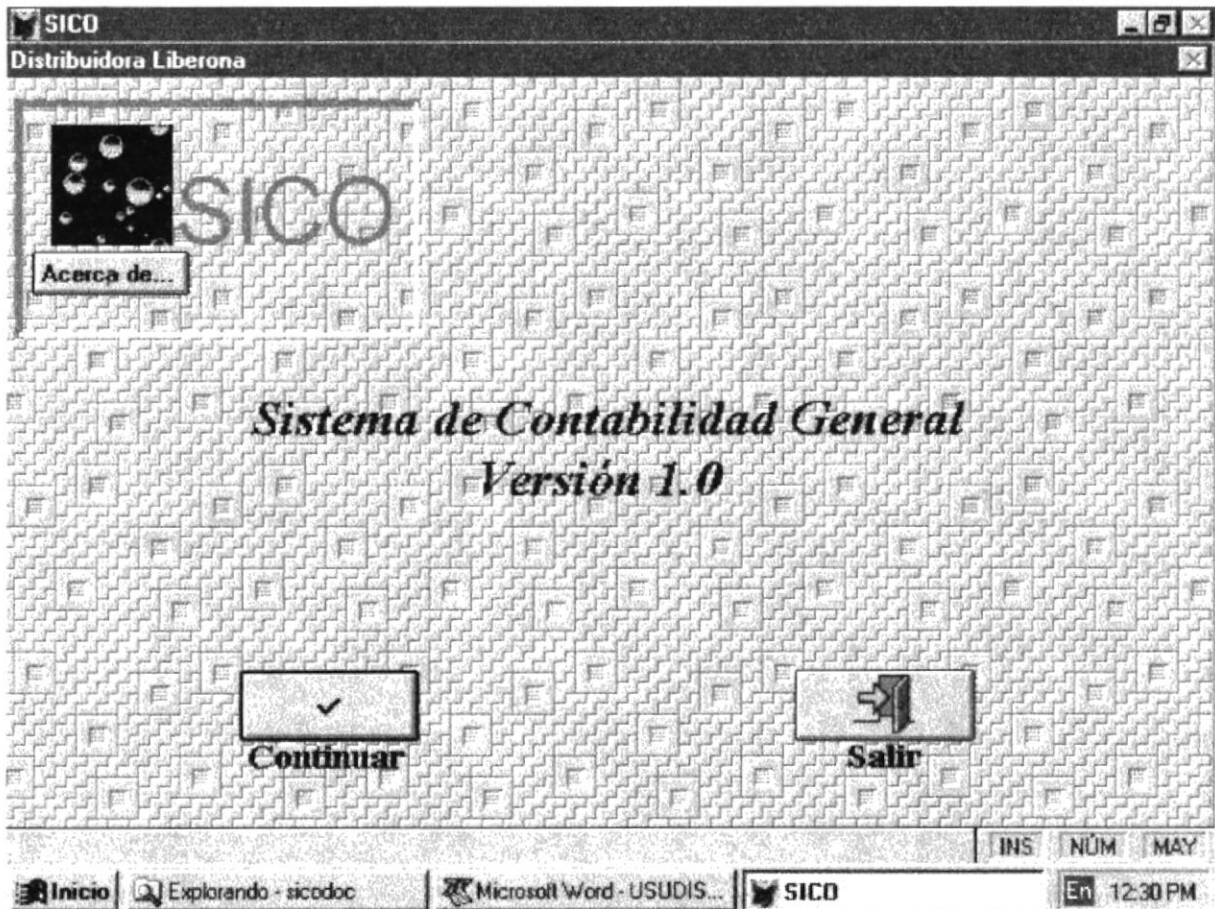 SICO
Distribuidora Liberona
SICO
Acerca de...
Sistema de Contabilidad General
Versión 1.0
Continuar
Salir
INS NÚM MAY
Inicio Explorando - sicodoc Microsoft Word - USUDIS... SICO En 12:30 PM